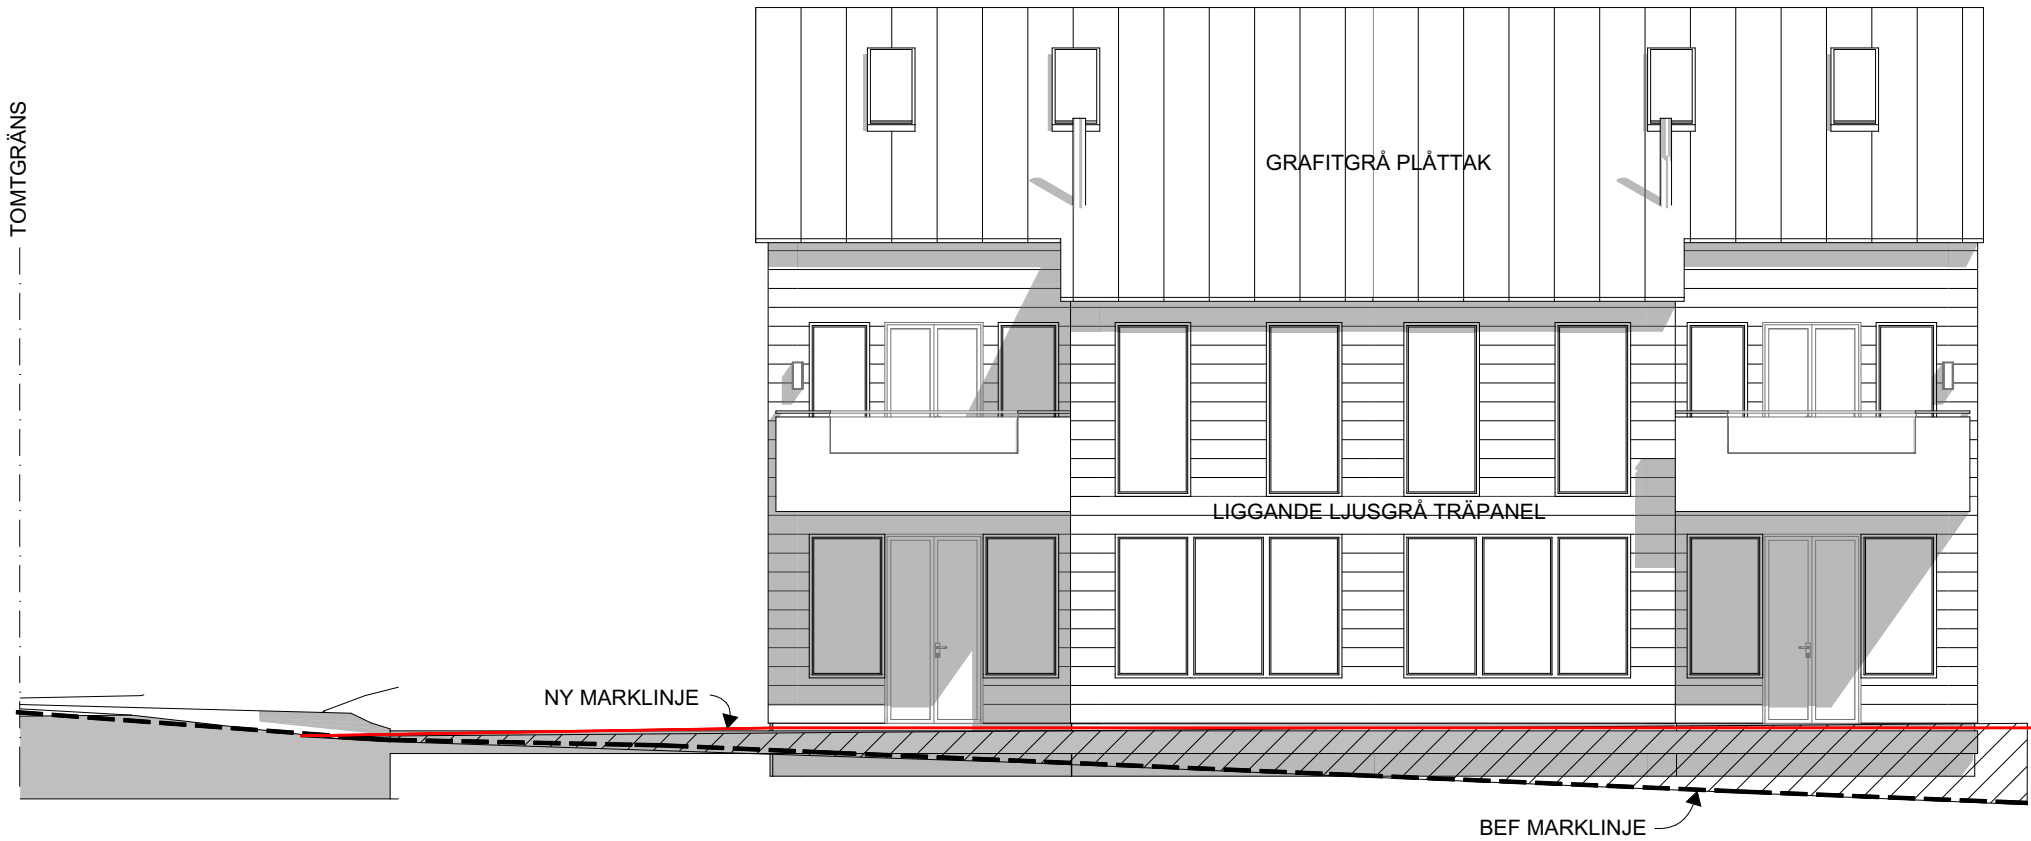 TOMTGRÄNS
GRAFITGRÅ PLÅTTAK
LIGGANDE LJUSGRÅ TRÄPANEL
NY MARKLINJE
BEF MARKLINJE